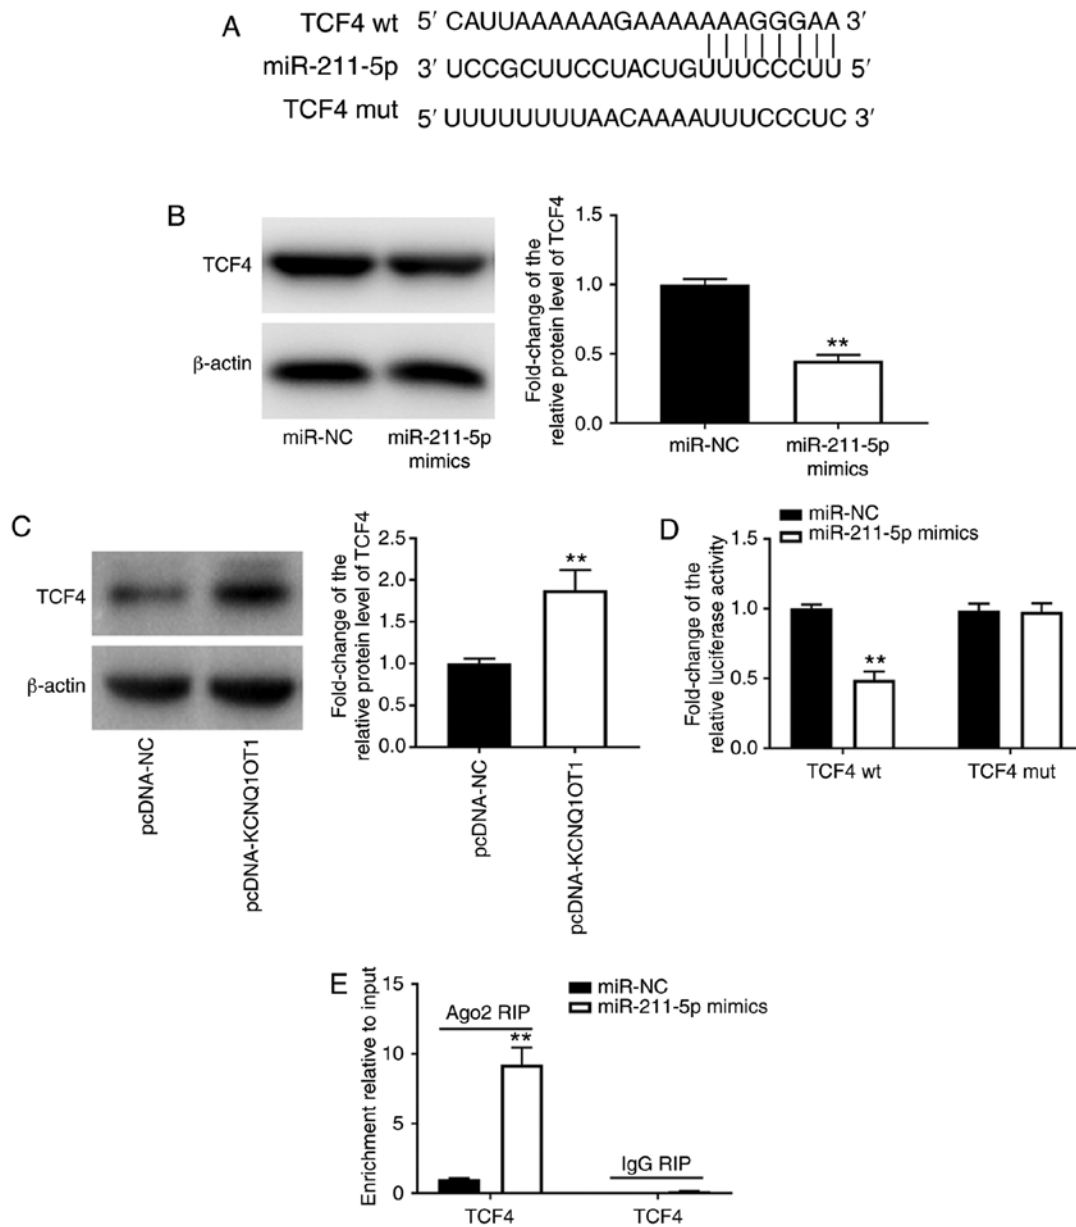 A
TCF4 wt 5′ CAUUAAAAAAGAAAAAAAGGGAA 3′
miR-211-5p 3′ UCCGCUUCCUACUGUUUCCCUU 5′
TCF4 mut 5′ UUUUUUUUAACAAAAUUUCCCUC 3′
B
TCF4
β-actin
miR-NC
miR-211-5p
mimics
Fold-change of the
relative protein level of TCF4
1.5
1.0
0.5
0.0
**
miR-NC
miR-211-5p
mimics
C
TCF4
β-actin
pcDNA-NC
pcDNA-KCNQ1OT1
Fold-change of the
relative protein level of TCF4
2.5
2.0
1.5
1.0
0.5
0.0
**
pcDNA-NC
pcDNA-KCNQ1OT1
D
miR-NC
miR-211-5p mimics
Fold-change of the
relative luciferase activity
1.5
1.0
0.5
0.0
**
TCF4 wt
TCF4 mut
E
miR-NC
miR-211-5p mimics
Enrichment relative to input
15
10
5
0
Ago2 RIP
**
IgG RIP
TCF4
TCF4